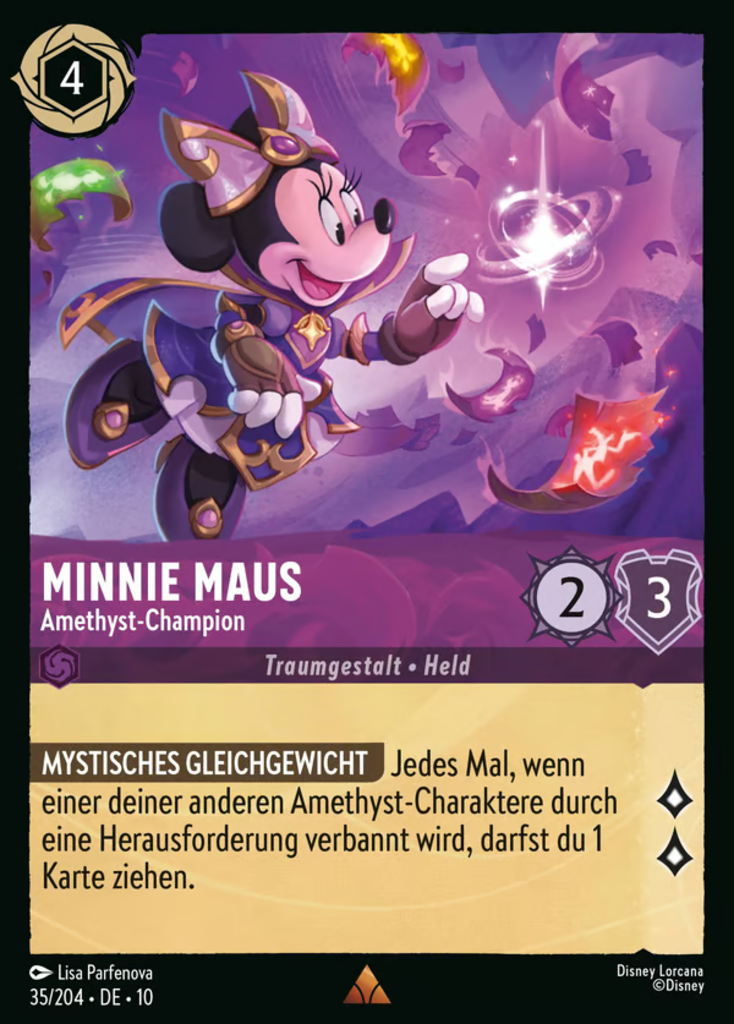 4
MINNIE MAUS
Amethyst-Champion
2
3
Traumgestalt • Held
MYSTISCHES GLEICHGEWICHT Jedes Mal, wenn
einer deiner anderen Amethyst-Charaktere durch
eine Herausforderung verbannt wird, darfst du 1
Karte ziehen.
Lisa Parfenova
35/204 • DE • 10
Disney Lorcana
©Disney